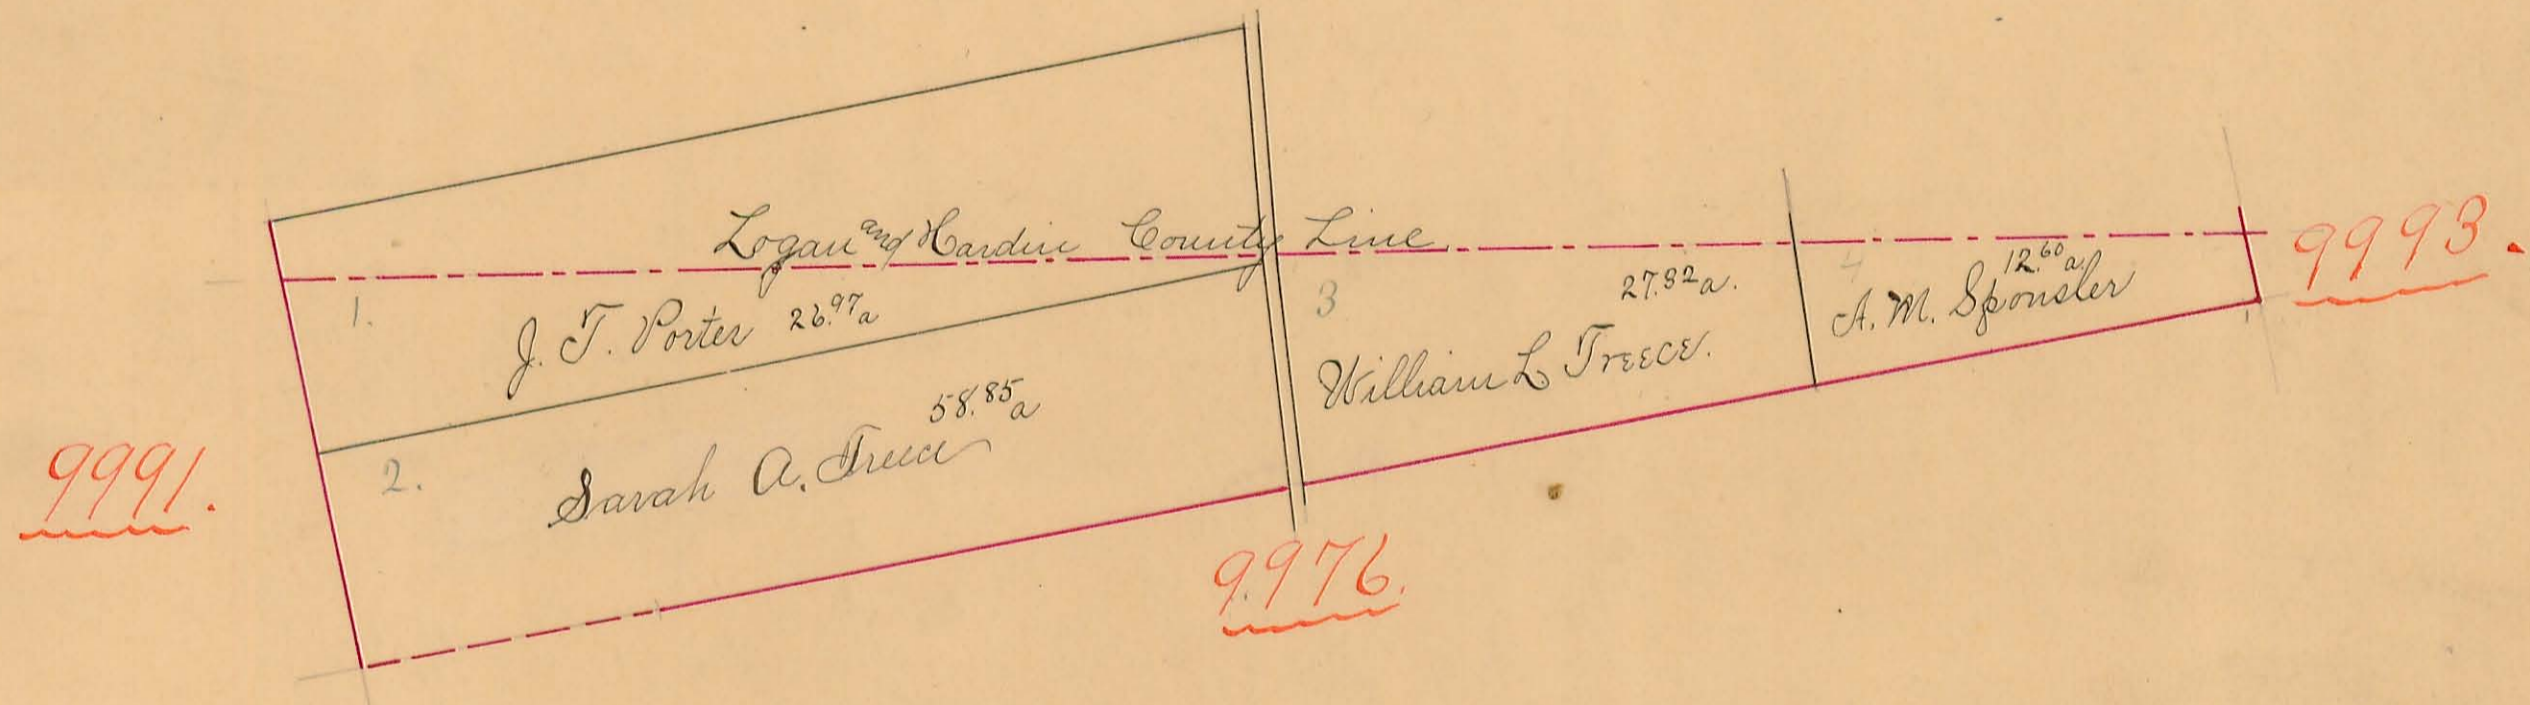 Logan and Hardin County Line
1.
J. T. Porter 26.97 a
2.
Sarah A. Treece
58.85 a
3
27.82 a.
William L Treece.
4
12.60 a
A. M. Sponsler
9991.
9976.
9993.